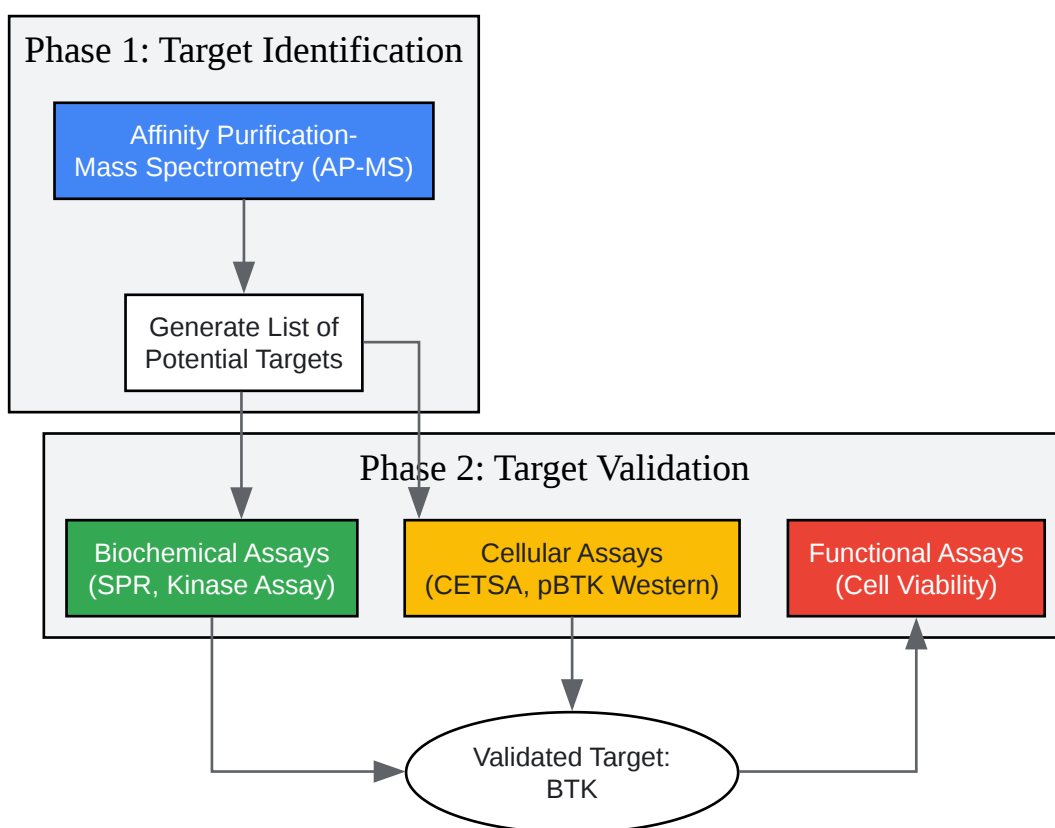 Phase 1: Target Identification
Affinity Purification-
Mass Spectrometry (AP-MS)
Generate List of
Potential Targets
Phase 2: Target Validation
Biochemical Assays
(SPR, Kinase Assay)
Cellular Assays
(CETSA, pBTK Western)
Functional Assays
(Cell Viability)
Validated Target:
BTK